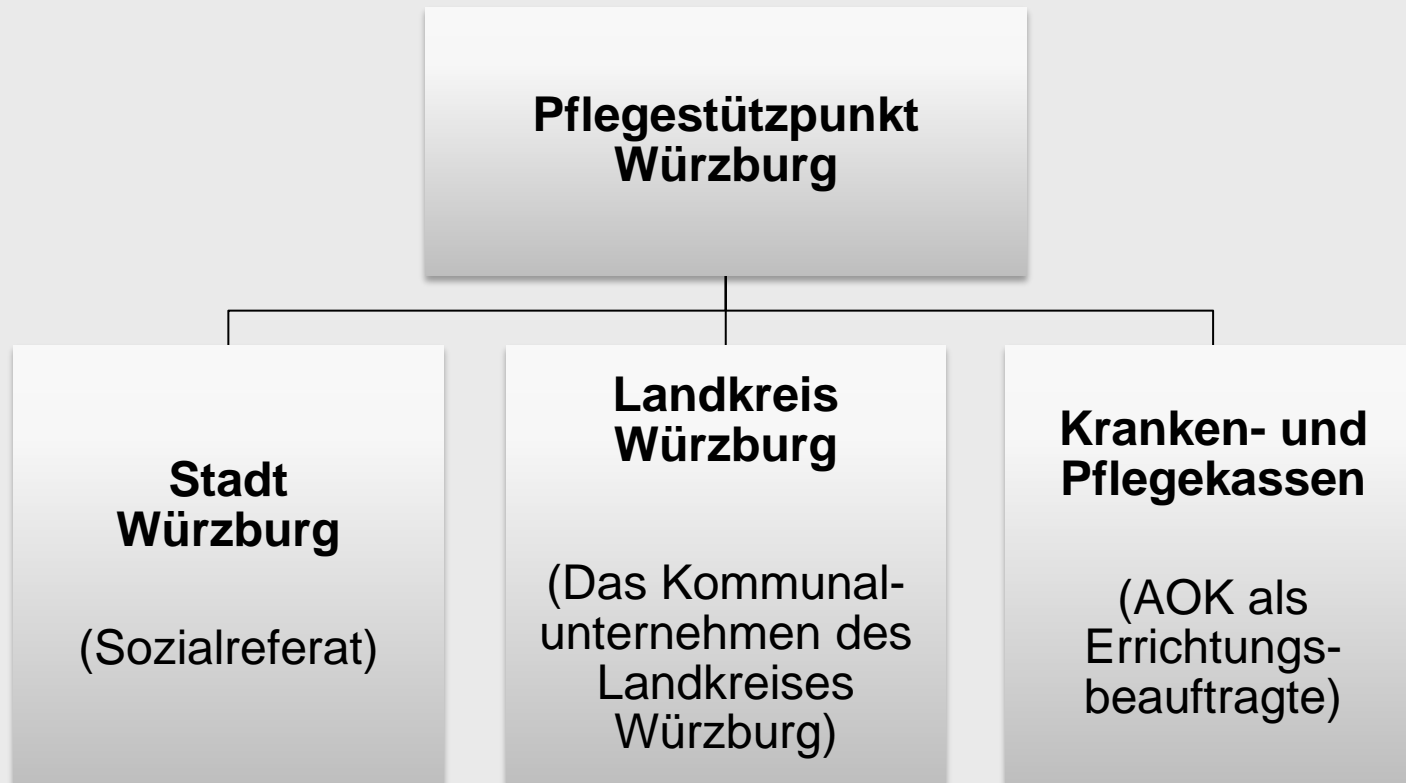 Pflegestützpunkt
Würzburg
Stadt
Würzburg
(Sozialreferat)
Landkreis
Würzburg
(Das Kommunal-
unternehmen des
Landkreises
Würzburg)
Kranken- und
Pflegekassen
(AOK als
Errichtungs-
beauftragte)